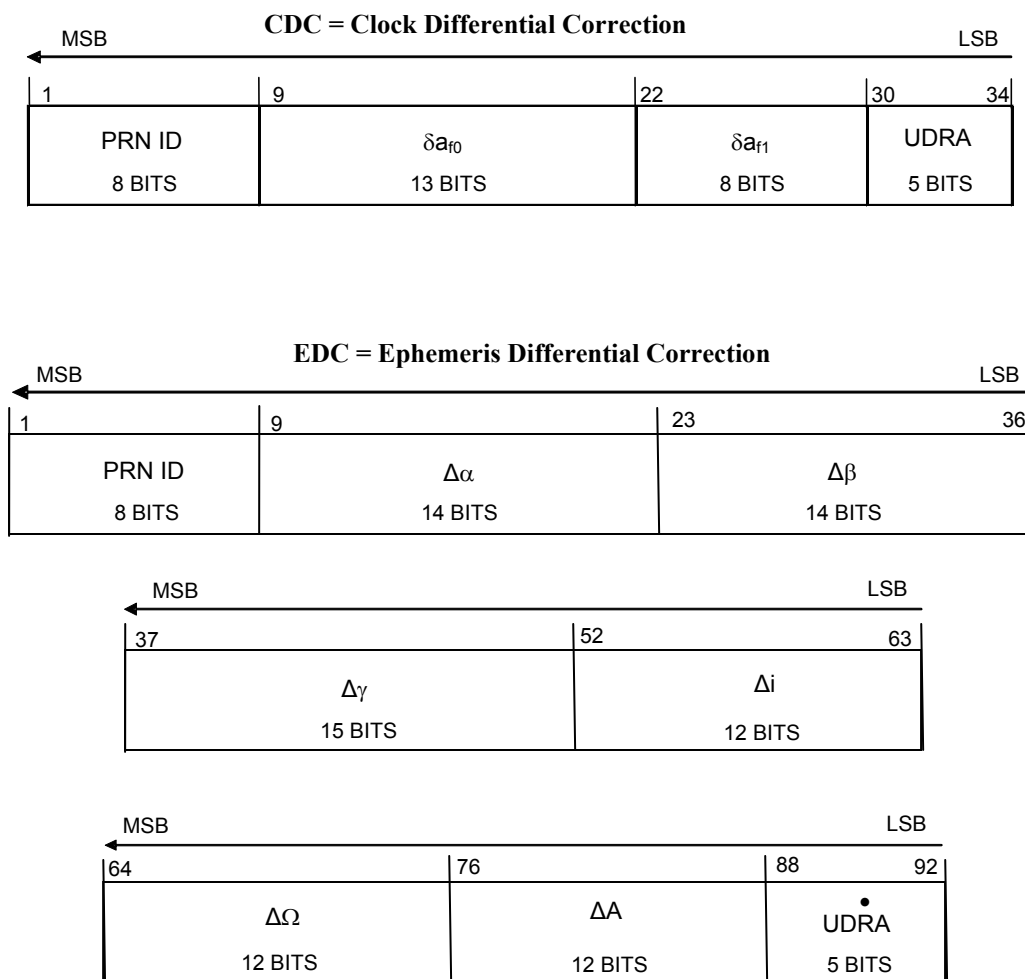 CDC = Clock Differential Correction
MSB LSB
1 9 22 30 34
PRN ID δaf0 δaf1 UDRA
8 BITS 13 BITS 8 BITS 5 BITS
EDC = Ephemeris Differential Correction
MSB LSB
1 9 23 36
PRN ID Δα Δβ
8 BITS 14 BITS 14 BITS
MSB LSB
37 52 63
Δγ Δi
15 BITS 12 BITS
MSB LSB
64 76 88 92
ΔΩ ΔA UDRȦ
12 BITS 12 BITS 5 BITS